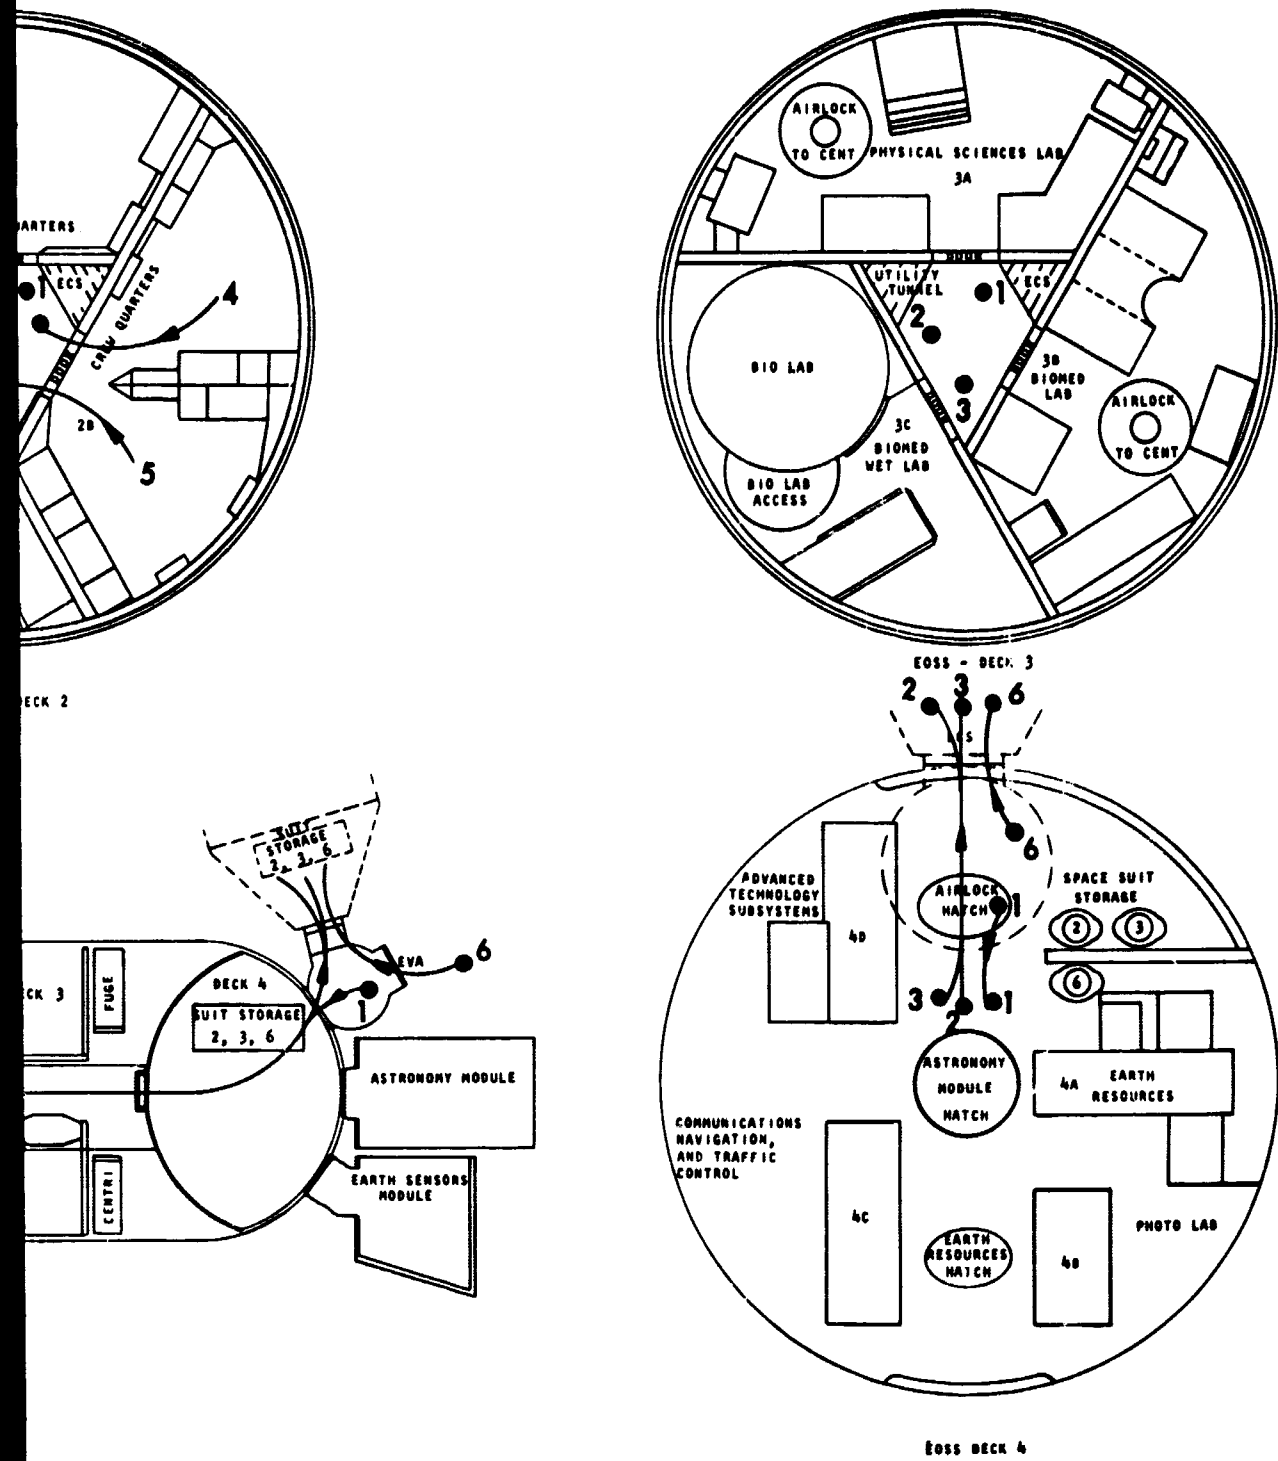 ARTERS
1
ECS
4
CREW QUARTERS
2B
5
DECK 2
AIRLOCK
TO CENT
PHYSICAL SCIENCES LAB
3A
UTILITY
TUNNEL
ECS
1
2
3
BIO LAB
3B
BIOMED
LAB
AIRLOCK
TO CENT
3C
BIOMED
WET LAB
BIO LAB
ACCESS
EOSS - DECK 3
SUIT
STORAGE
2, 3, 6
6
EVA
1
DECK 3
FUGE
DECK 4
SUIT STORAGE
2, 3, 6
ASTRONOMY MODULE
EARTH SENSORS
MODULE
CENTRI
2
3
6
6
ADVANCED
TECHNOLOGY
SUBSYSTEMS
4D
AIRLOCK
HATCH
1
SPACE SUIT
STORAGE
2
3
6
3
2
1
ASTRONOMY
MODULE
HATCH
4A
EARTH
RESOURCES
COMMUNICATIONS
NAVIGATION,
AND TRAFFIC
CONTROL
4C
EARTH
RESOURCES
HATCH
4B
PHOTO LAB
EOSS DECK 4